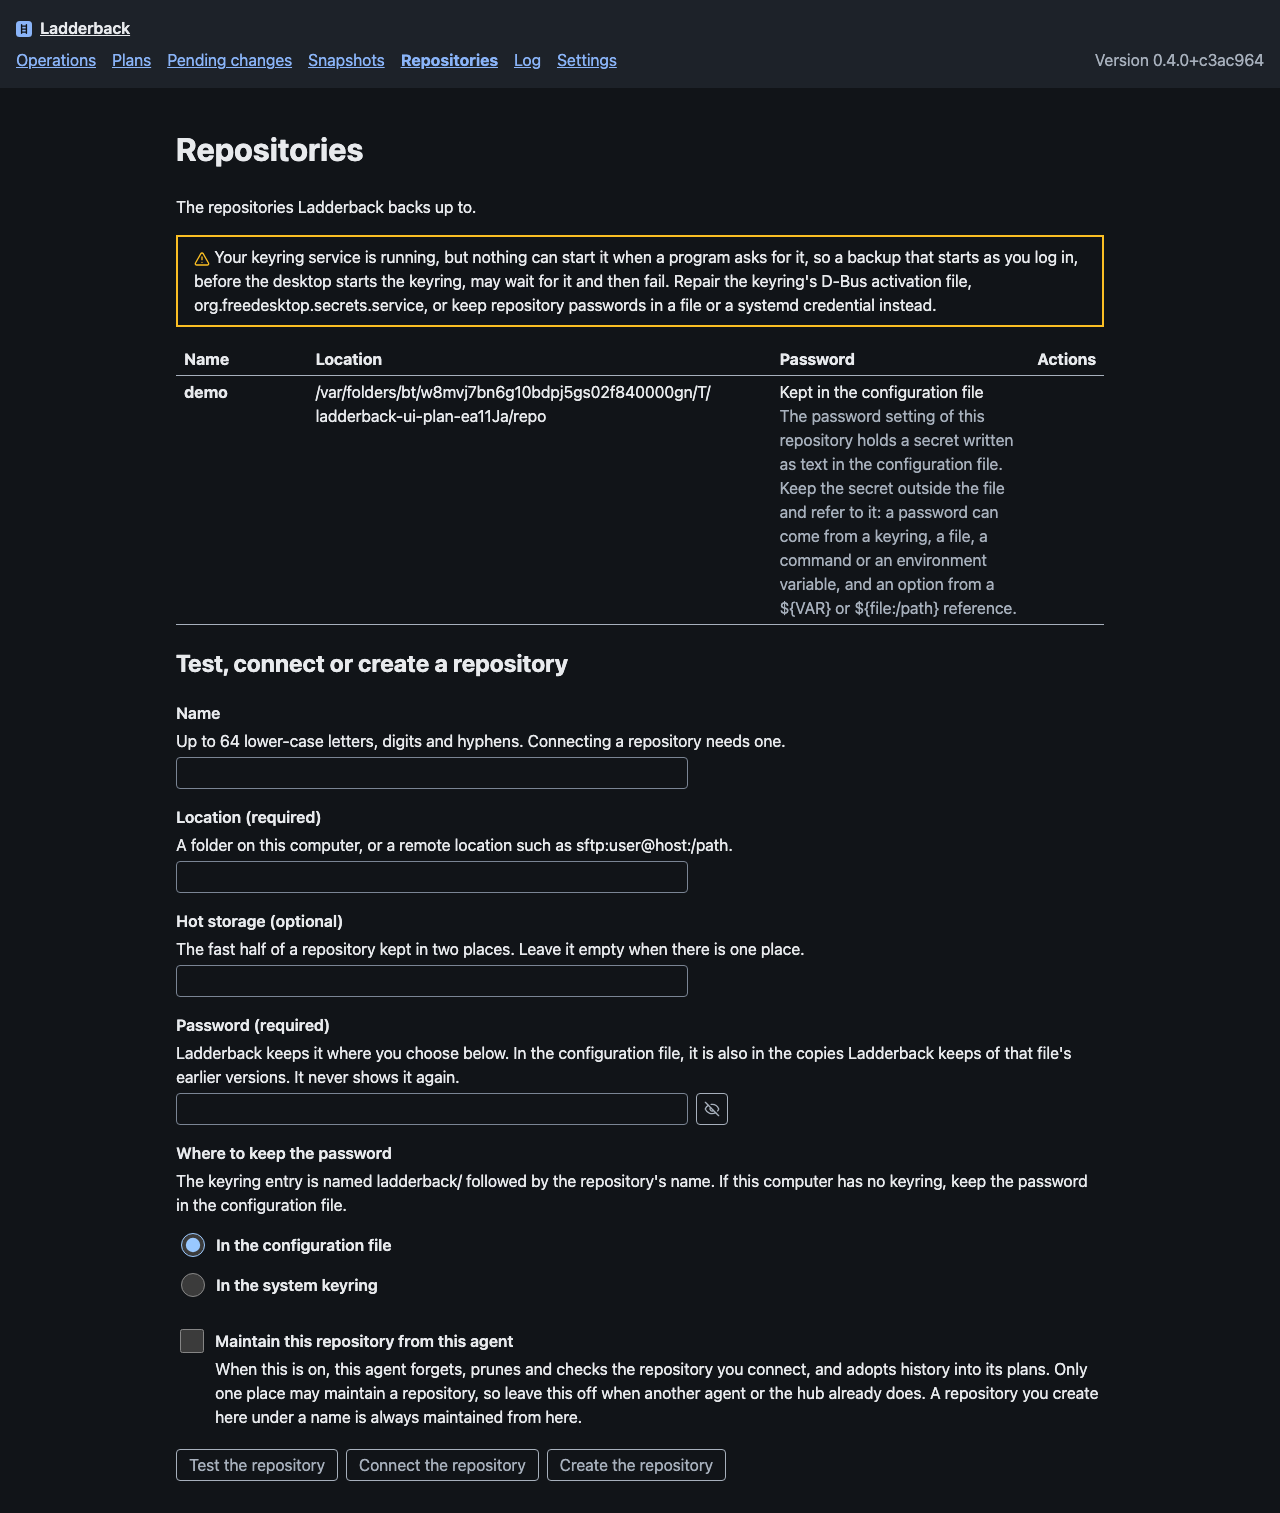 Ladderback
Operations Plans Pending changes Snapshots Repositories Log Settings Version 0.4.0+c3ac964
Repositories
The repositories Ladderback backs up to.
Your keyring service is running, but nothing can start it when a program asks for it, so a backup that starts as you log in,
before the desktop starts the keyring, may wait for it and then fail. Repair the keyring's D-Bus activation file,
org.freedesktop.secrets.service, or keep repository passwords in a file or a systemd credential instead.
Name Location Password Actions
demo /var/folders/bt/w8mvj7bn6g10bdpj5gs02f840000gn/T/ Kept in the configuration file
ladderback-ui-plan-ea11Ja/repo The password setting of this
repository holds a secret written
as text in the configuration file.
Keep the secret outside the file
and refer to it: a password can
come from a keyring, a file, a
command or an environment
variable, and an option from a
${VAR} or ${file:/path} reference.
Test, connect or create a repository
Name
Up to 64 lower-case letters, digits and hyphens. Connecting a repository needs one.
Location (required)
A folder on this computer, or a remote location such as sftp:user@host:/path.
Hot storage (optional)
The fast half of a repository kept in two places. Leave it empty when there is one place.
Password (required)
Ladderback keeps it where you choose below. In the configuration file, it is also in the copies Ladderback keeps of that file's
earlier versions. It never shows it again.
Where to keep the password
The keyring entry is named ladderback/ followed by the repository's name. If this computer has no keyring, keep the password
in the configuration file.
In the configuration file
In the system keyring
Maintain this repository from this agent
When this is on, this agent forgets, prunes and checks the repository you connect, and adopts history into its plans. Only
one place may maintain a repository, so leave this off when another agent or the hub already does. A repository you create
here under a name is always maintained from here.
Test the repository Connect the repository Create the repository